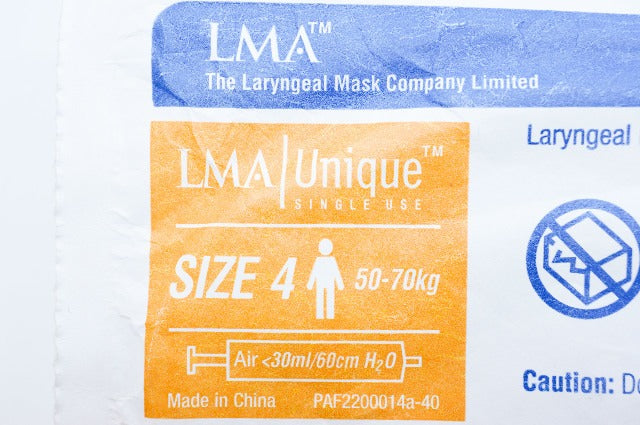 LMA™
The Laryngeal Mask Company Limited
LMA Unique™
SINGLE USE
SIZE 4 50-70kg
Air <30ml/60cm H₂O
Made in China PAF2200014a-40
Laryngeal
Caution: